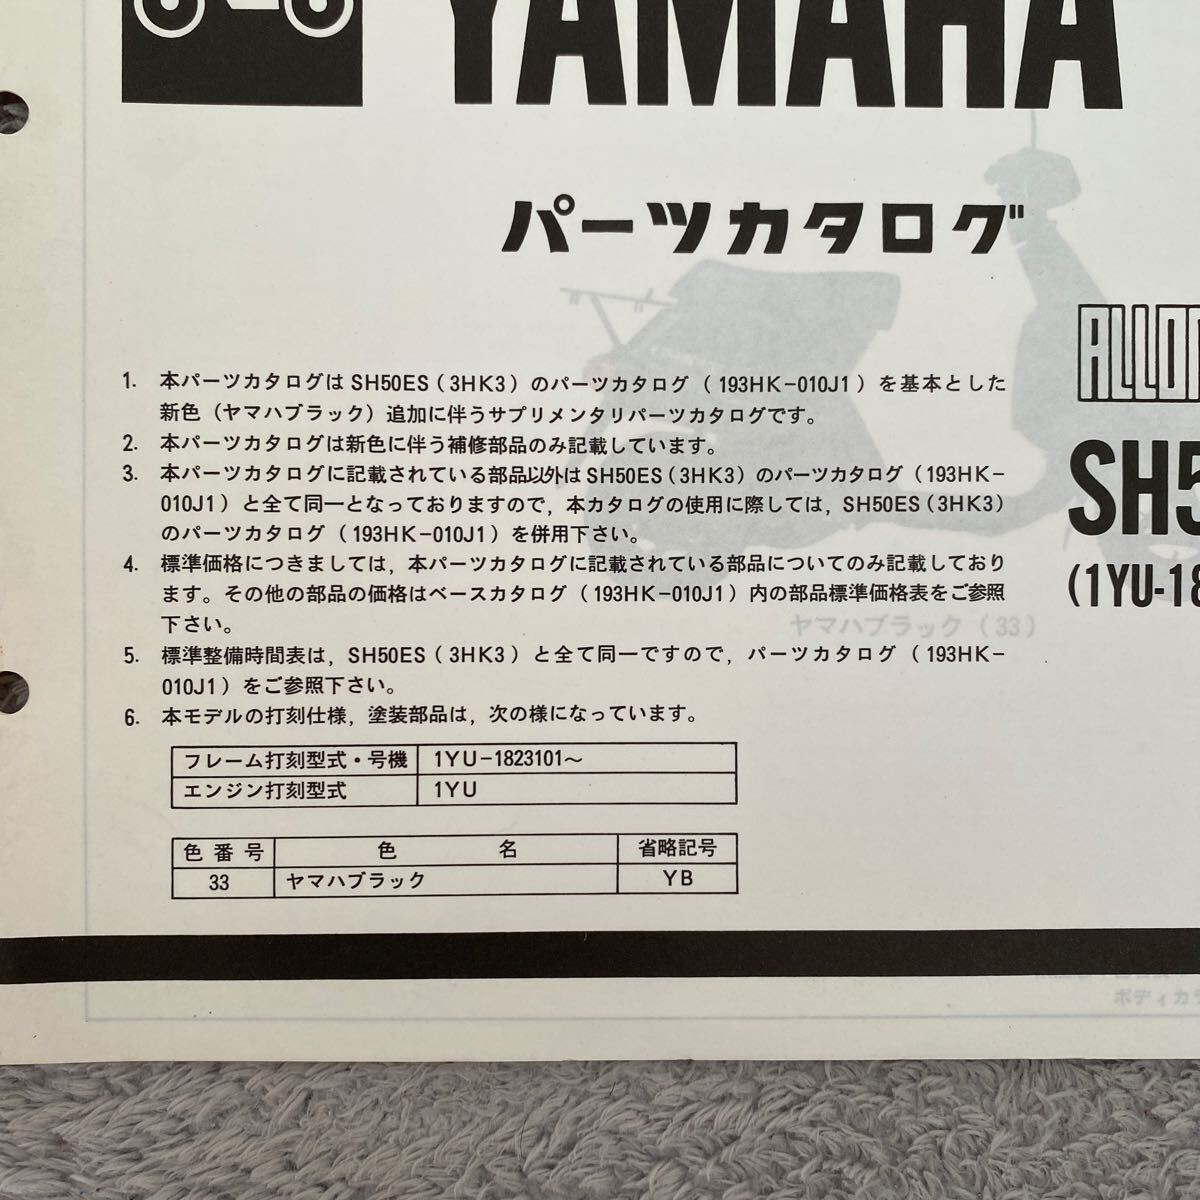 YAMAHA
パーツカタログ
1. 本パーツカタログは SH50ES（3HK3）のパーツカタログ（193HK-010J1）を基本とした
新色（ヤマハブラック）追加に伴うサプリメンタリパーツカタログです。
2. 本パーツカタログは新色に伴う補修部品のみ記載しています。
3. 本パーツカタログに記載されている部品以外は SH50ES（3HK3）のパーツカタログ（193HK-
010J1）と全て同一となっておりますので，本カタログの使用に際しては，SH50ES（3HK3）
のパーツカタログ（193HK-010J1）を併用下さい。
4. 標準価格につきましては，本パーツカタログに記載されている部品についてのみ記載しており
ます。その他の部品の価格はベースカタログ（193HK-010J1）内の部品標準価格表をご参照
下さい。
5. 標準整備時間表は，SH50ES（3HK3）と全て同一ですので，パーツカタログ（193HK-
010J1）をご参照下さい。
6. 本モデルの打刻仕様，塗装部品は，次の様になっています。
フレーム打刻型式・号機 1YU-1823101～
エンジン打刻型式 1YU
色番号 色名 省略記号
33 ヤマハブラック YB
SH5
(1YU-18
ヤマハブラック（33）